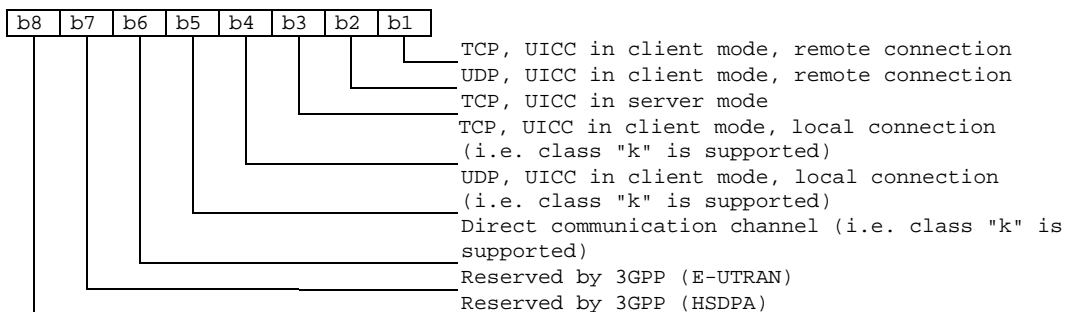 b8 b7 b6 b5 b4 b3 b2 b1
TCP, UICC in client mode, remote connection
UDP, UICC in client mode, remote connection
TCP, UICC in server mode
TCP, UICC in client mode, local connection
(i.e. class "k" is supported)
UDP, UICC in client mode, local connection
(i.e. class "k" is supported)
Direct communication channel (i.e. class "k" is
supported)
Reserved by 3GPP (E-UTRAN)
Reserved by 3GPP (HSDPA)